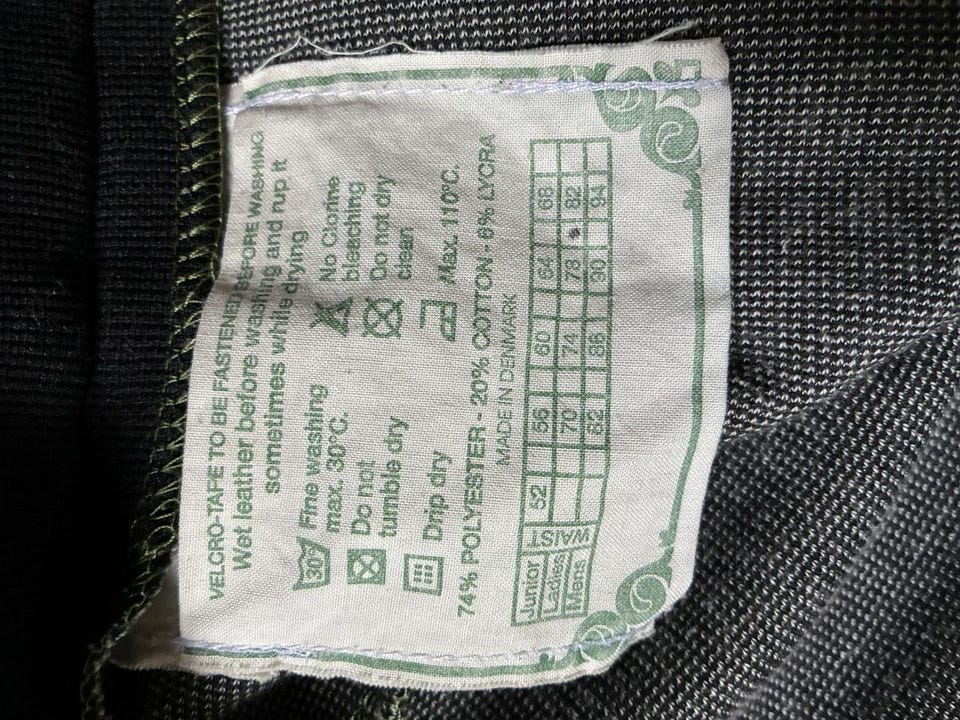 VELCRO-TAPE TO BE FASTENED BEFORE WASHING
Wet leather before washing and rup it
sometimes while drying
30° Fine washing
max. 30°C.
No Clorine
bleaching
Do not
tumble dry
Do not dry
clean
Drip dry
Max. 110°C.
74% POLYESTER - 20% COTTON - 6% LYCRA
MADE IN DENMARK
Junior WAIST 52 56 60 64 68
Ladies 70 74 78 82
Mens WAIST 82 86 90 94